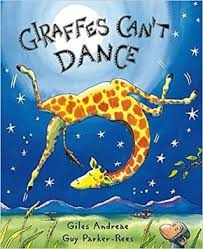 GIRAFFES CAN'T
DANCE
Giles Andreae
Guy Parker-Rees